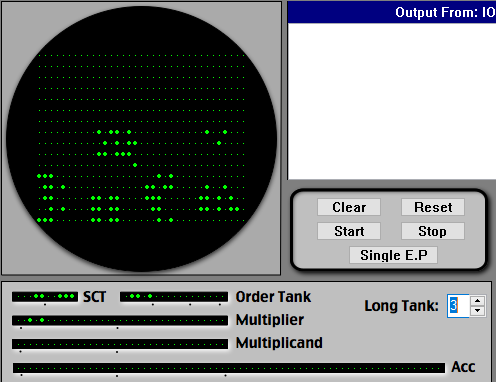 Output From: IO
Clear Reset
Start Stop
Single E.P
SCT Order Tank
Long Tank: 3
Multiplier
Multiplicand
Acc